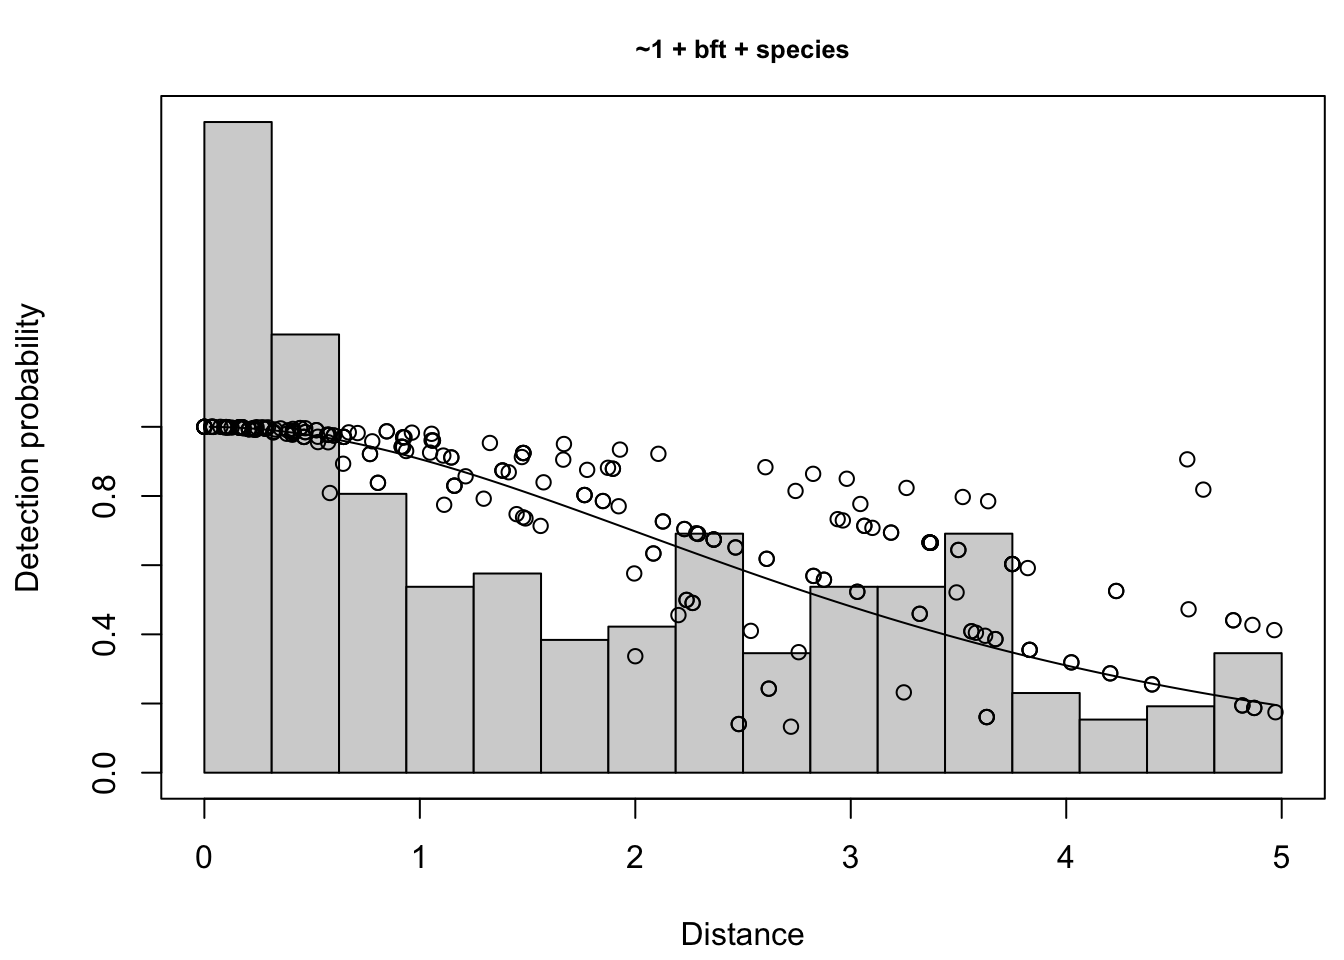 ~1 + bft + species
Detection probability
0.8
0.4
0.0
0 1 2 3 4 5
Distance